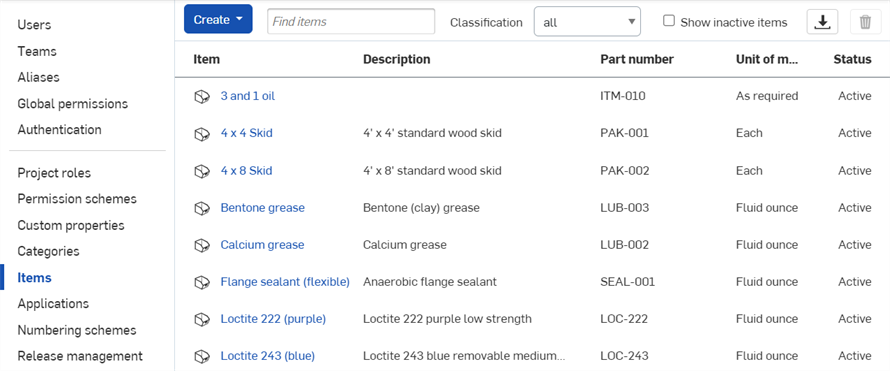 Users
Teams
Aliases
Global permissions
Authentication
Project roles
Permission schemes
Custom properties
Categories
Items
Applications
Numbering schemes
Release management
Create Find items Classification all Show inactive items
Item Description Part number Unit of m... Status
3 and 1 oil ITM-010 As required Active
4 x 4 Skid 4' x 4' standard wood skid PAK-001 Each Active
4 x 8 Skid 4' x 8' standard wood skid PAK-002 Each Active
Bentone grease Bentone (clay) grease LUB-003 Fluid ounce Active
Calcium grease Calcium grease LUB-002 Fluid ounce Active
Flange sealant (flexible) Anaerobic flange sealant SEAL-001 Fluid ounce Active
Loctite 222 (purple) Loctite 222 purple low strength LOC-222 Fluid ounce Active
Loctite 243 (blue) Loctite 243 blue removable medium... LOC-243 Fluid ounce Active